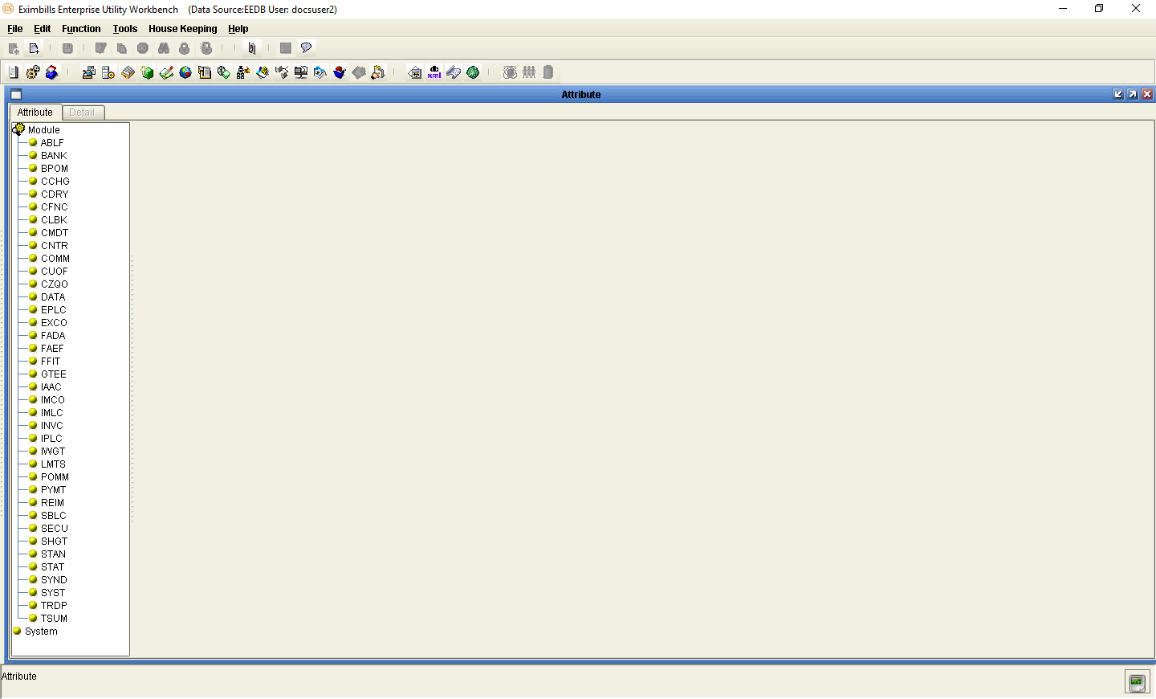 Eximbills Enterprise Utility Workbench (Data Source:EEDB User: docsuser2)
File Edit Function Tools House Keeping Help
Attribute
Attribute Detail
Module
ABLF
BANK
BPOM
CCHG
CDRY
CFNC
CLBK
CMDT
CNTR
COMM
CUOF
CZQO
DATA
EPLC
EXCO
FADA
FAEF
FFIT
GTEE
IAAC
IMCO
IMLC
INVC
IPLC
IWGT
LMTS
POMM
PYMT
REIM
SBLC
SECU
SHGT
STAN
STAT
SYND
SYST
TRDP
TSUM
System
Attribute